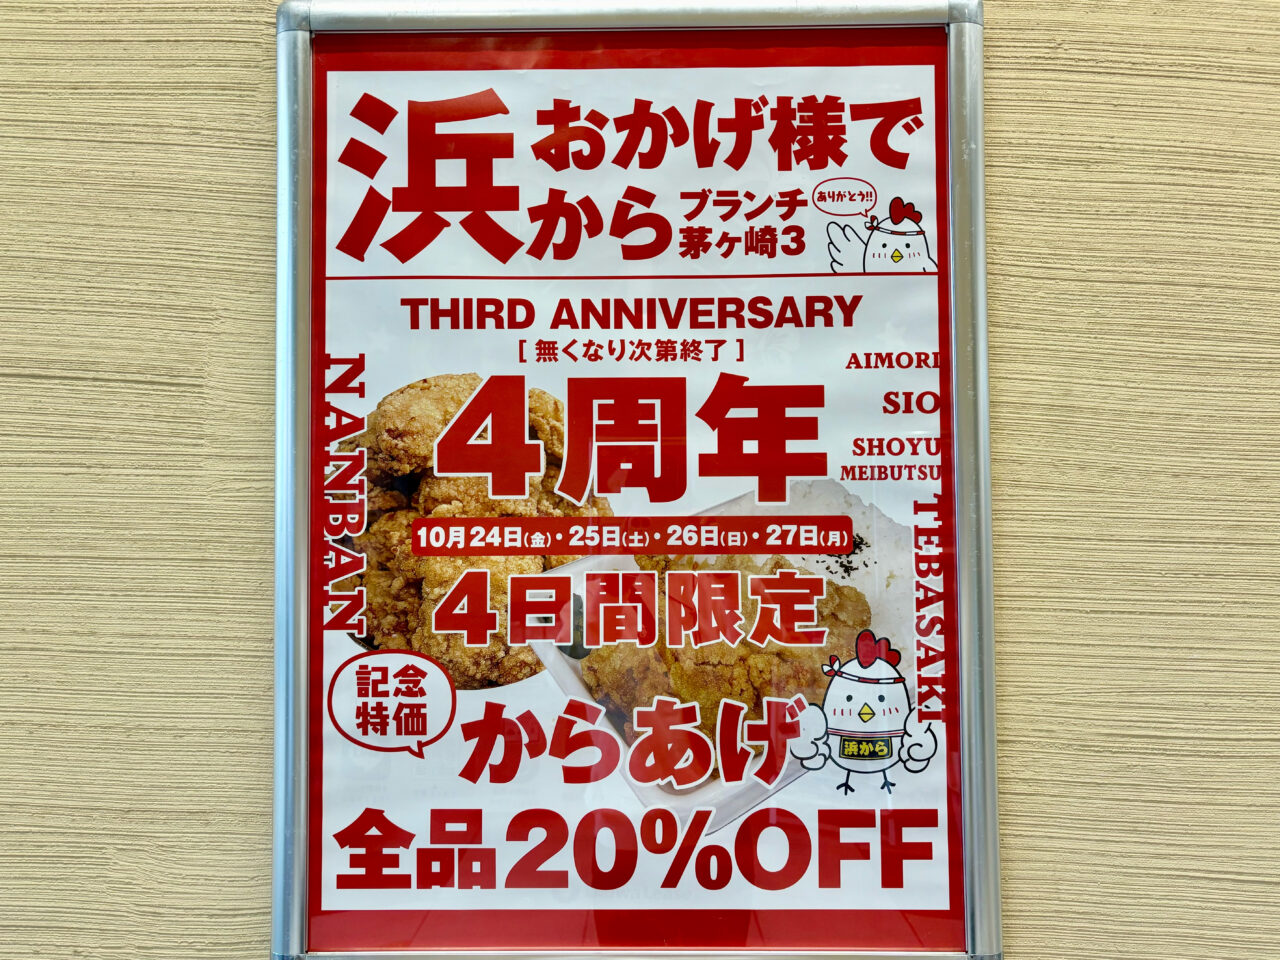 浜から
おかげ様で
ブランチ
茅ヶ崎3
ありがとう!!
THIRD ANNIVERSARY
[ 無くなり次第終了 ]
4周年
NANBAN
AIMORI
SIO
SHOYU
MEIBUTSU
TEBASAKI
10月24日(金)・25日(土)・26日(日)・27日(月)
4日間限定
記念
特価
からあげ
浜から
全品20%OFF